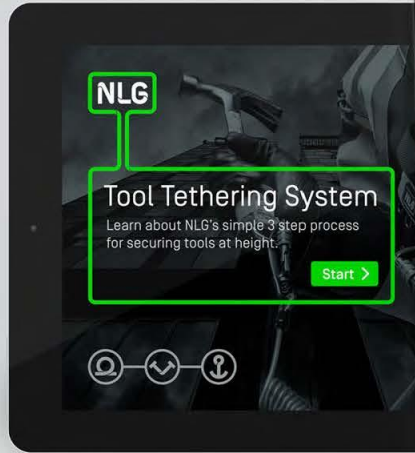 NLG
Tool Tethering System
Learn about NLG's simple 3 step process
for securing tools at height.
Start